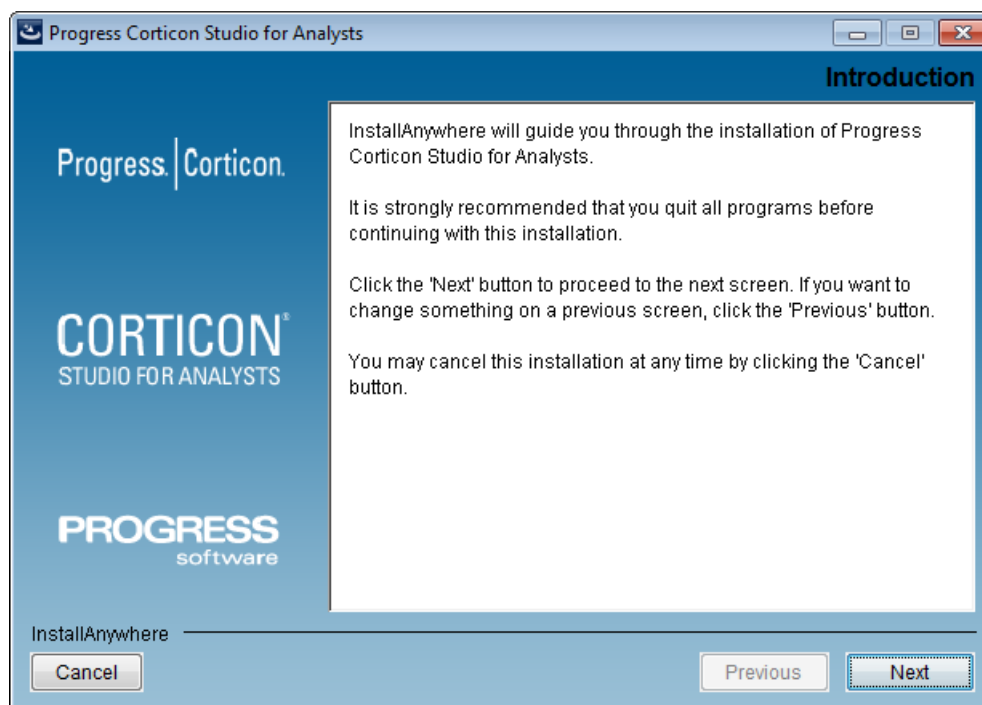 Progress Corticon Studio for Analysts
Introduction
Progress. Corticon.
CORTICON®
STUDIO FOR ANALYSTS
PROGRESS
software
InstallAnywhere will guide you through the installation of Progress
Corticon Studio for Analysts.
It is strongly recommended that you quit all programs before
continuing with this installation.
Click the 'Next' button to proceed to the next screen. If you want to
change something on a previous screen, click the 'Previous' button.
You may cancel this installation at any time by clicking the 'Cancel'
button.
InstallAnywhere
Cancel
Previous
Next